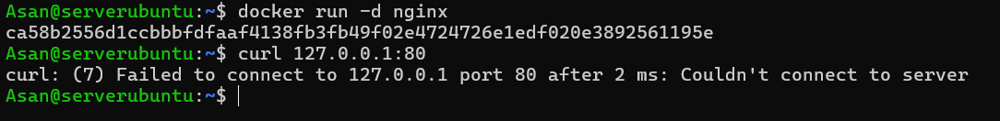 Asan@serverubuntu:~$ docker run -d nginx
ca58b2556d1ccbbbfdfaaf4138fb3fb49f02e4724726e1edf020e3892561195e
Asan@serverubuntu:~$ curl 127.0.0.1:80
curl: (7) Failed to connect to 127.0.0.1 port 80 after 2 ms: Couldn't connect to server
Asan@serverubuntu:~$